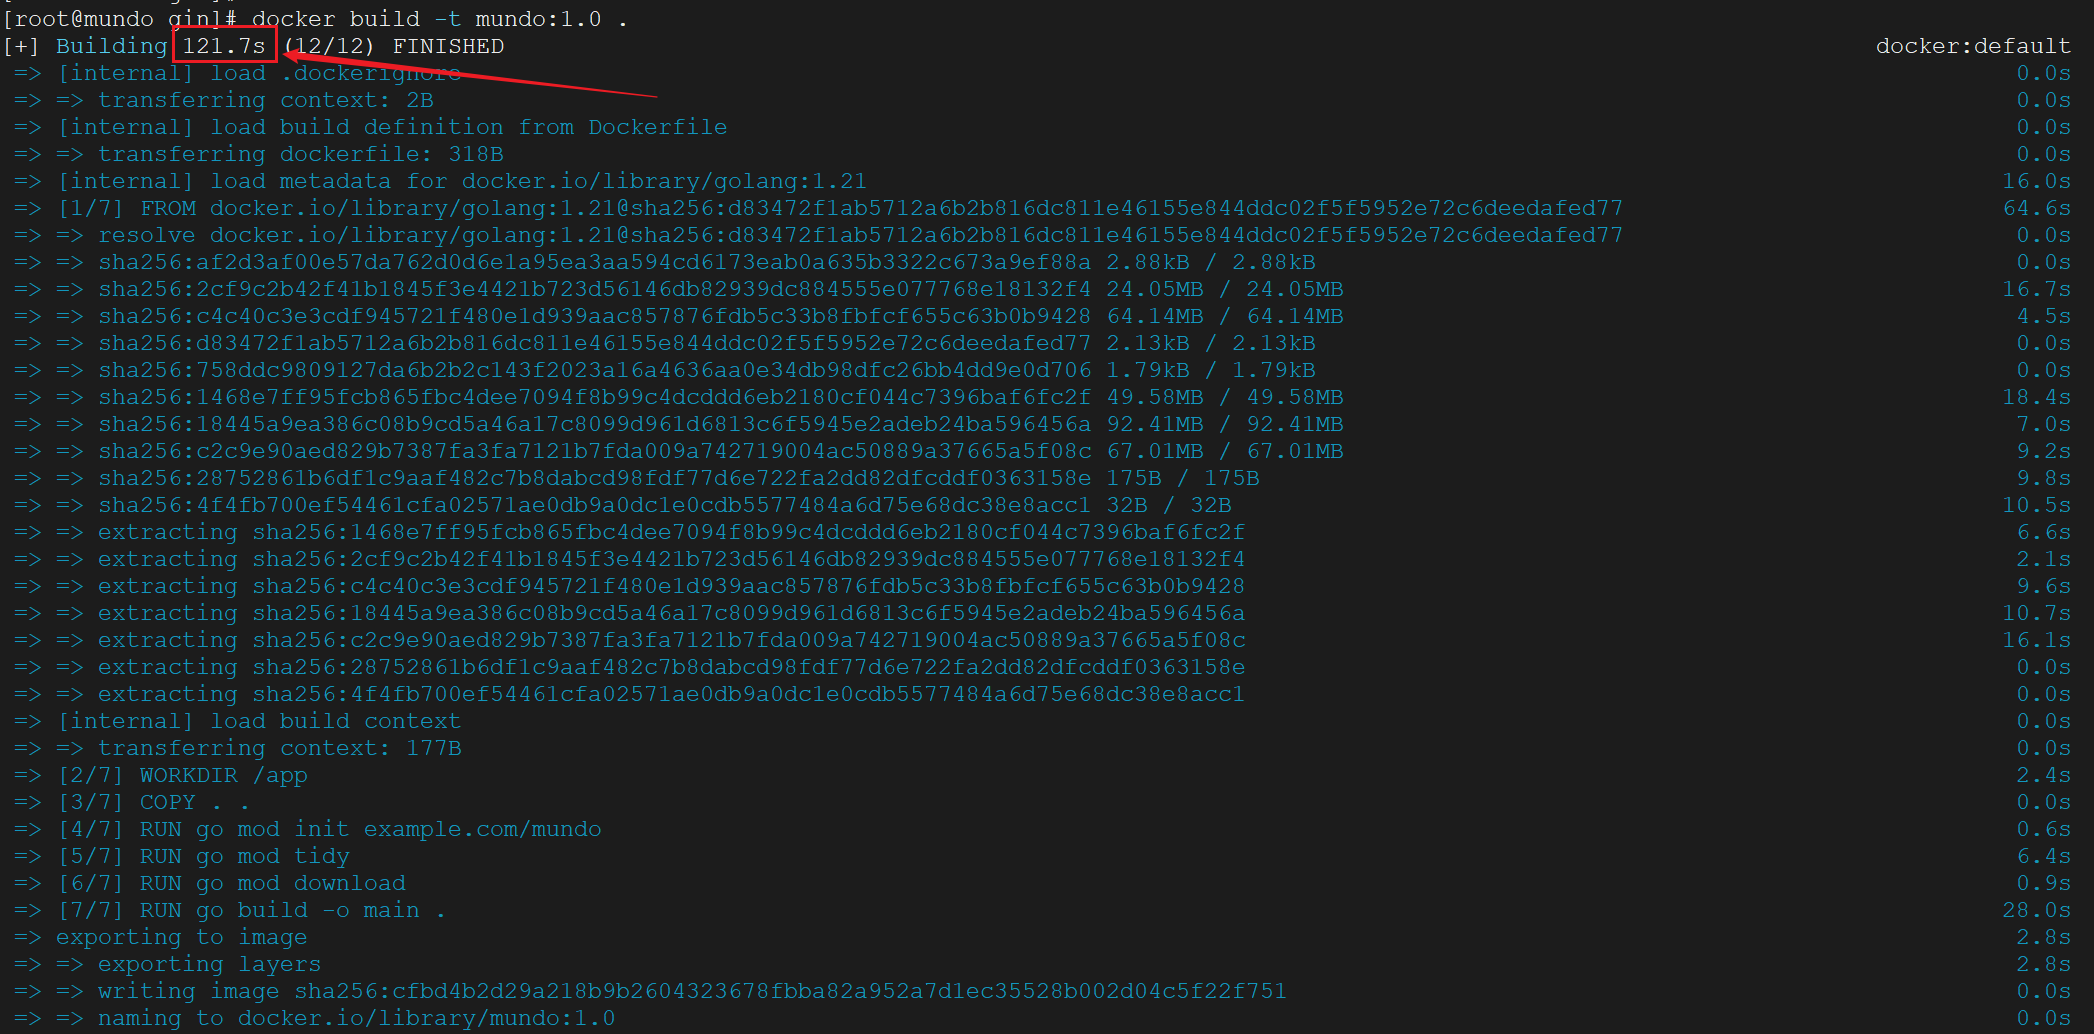 [root@mundo gin]# docker build -t mundo:1.0 .
[+] Building 121.7s (12/12) FINISHED docker:default
=> [internal] load .dockerignore 0.0s
=> => transferring context: 2B 0.0s
=> [internal] load build definition from Dockerfile 0.0s
=> => transferring dockerfile: 318B 0.0s
=> [internal] load metadata for docker.io/library/golang:1.21 16.0s
=> [1/7] FROM docker.io/library/golang:1.21@sha256:d83472f1ab5712a6b2b816dc811e46155e844ddc02f5f5952e72c6deedafed77 64.6s
=> => resolve docker.io/library/golang:1.21@sha256:d83472f1ab5712a6b2b816dc811e46155e844ddc02f5f5952e72c6deedafed77 0.0s
=> => sha256:af2d3af00e57da762d0d6e1a95ea3aa594cd6173eab0a635b3322c673a9ef88a 2.88kB / 2.88kB 0.0s
=> => sha256:2cf9c2b42f41b1845f3e4421b723d56146db82939dc884555e077768e18132f4 24.05MB / 24.05MB 16.7s
=> => sha256:c4c40c3e3cdf945721f480e1d939aac857876fdb5c33b8fbfcf655c63b0b9428 64.14MB / 64.14MB 4.5s
=> => sha256:d83472f1ab5712a6b2b816dc811e46155e844ddc02f5f5952e72c6deedafed77 2.13kB / 2.13kB 0.0s
=> => sha256:758ddc9809127da6b2b2c143f2023a16a4636aa0e34db98dfc26bb4dd9e0d706 1.79kB / 1.79kB 0.0s
=> => sha256:1468e7ff95fcb865fbc4dee7094f8b99c4dcddd6eb2180cf044c7396baf6fc2f 49.58MB / 49.58MB 18.4s
=> => sha256:18445a9ea386c08b9cd5a46a17c8099d961d6813c6f5945e2adeb24ba596456a 92.41MB / 92.41MB 7.0s
=> => sha256:c2c9e90aed829b7387fa3fa7121b7fda009a742719004ac50889a37665a5f08c 67.01MB / 67.01MB 9.2s
=> => sha256:28752861b6df1c9aaf482c7b8dabcd98fdf77d6e722fa2dd82dfcddf0363158e 175B / 175B 9.8s
=> => sha256:4f4fb700ef54461cfa02571ae0db9a0dc1e0cdb5577484a6d75e68dc38e8acc1 32B / 32B 10.5s
=> => extracting sha256:1468e7ff95fcb865fbc4dee7094f8b99c4dcddd6eb2180cf044c7396baf6fc2f 6.6s
=> => extracting sha256:2cf9c2b42f41b1845f3e4421b723d56146db82939dc884555e077768e18132f4 2.1s
=> => extracting sha256:c4c40c3e3cdf945721f480e1d939aac857876fdb5c33b8fbfcf655c63b0b9428 9.6s
=> => extracting sha256:18445a9ea386c08b9cd5a46a17c8099d961d6813c6f5945e2adeb24ba596456a 10.7s
=> => extracting sha256:c2c9e90aed829b7387fa3fa7121b7fda009a742719004ac50889a37665a5f08c 16.1s
=> => extracting sha256:28752861b6df1c9aaf482c7b8dabcd98fdf77d6e722fa2dd82dfcddf0363158e 0.0s
=> => extracting sha256:4f4fb700ef54461cfa02571ae0db9a0dc1e0cdb5577484a6d75e68dc38e8acc1 0.0s
=> [internal] load build context 0.0s
=> => transferring context: 177B 0.0s
=> [2/7] WORKDIR /app 2.4s
=> [3/7] COPY . . 0.0s
=> [4/7] RUN go mod init example.com/mundo 0.6s
=> [5/7] RUN go mod tidy 6.4s
=> [6/7] RUN go mod download 0.9s
=> [7/7] RUN go build -o main . 28.0s
=> exporting to image 2.8s
=> => exporting layers 2.8s
=> => writing image sha256:cfbd4b2d29a218b9b2604323678fbba82a952a7d1ec35528b002d04c5f22f751 0.0s
=> => naming to docker.io/library/mundo:1.0 0.0s